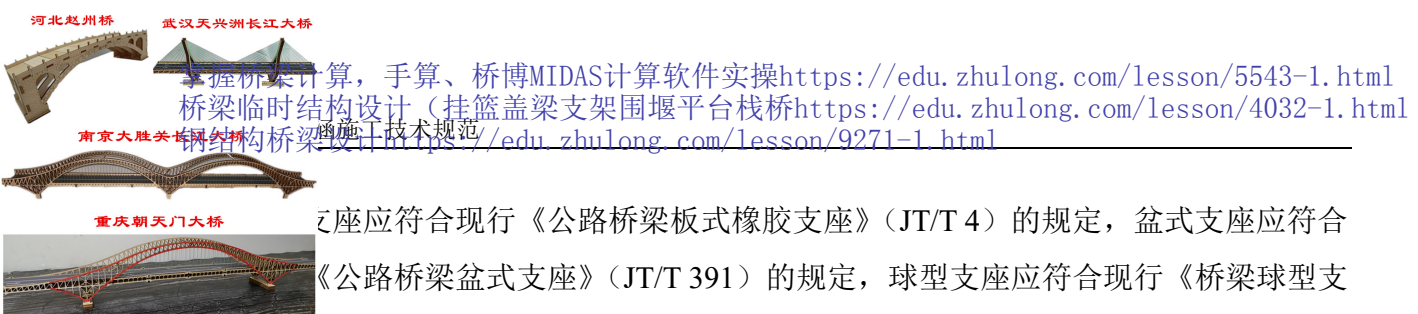 河北赵州桥
武汉天兴洲长江大桥
掌握桥梁计算，手算、桥博MIDAS计算软件实操https://edu.zhulong.com/lesson/5543-1.html
桥梁临时结构设计（挂篮盖梁支架围堰平台栈桥https://edu.zhulong.com/lesson/4032-1.html
钢结构桥梁设计https://edu.zhulong.com/lesson/9271-1.html
涵施工技术规范
南京大胜关长江大桥
重庆朝天门大桥
支座应符合现行《公路桥梁板式橡胶支座》（JT/T 4）的规定，盆式支座应符合
《公路桥梁盆式支座》（JT/T 391）的规定，球型支座应符合现行《桥梁球型支